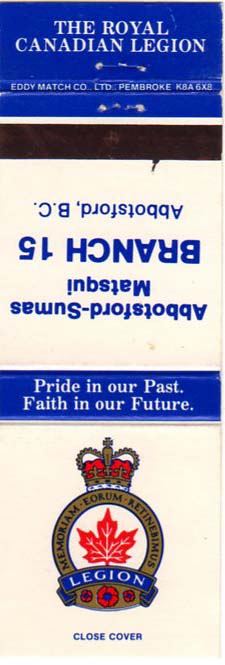 THE ROYAL
CANADIAN LEGION
EDDY MATCH CO., LTD., PEMBROKE K8A 6X8
Abbotsford-Sumas
Matsqui
BRANCH 15
Abbotsford, B.C.
Pride in our Past.
Faith in our Future.
MEMORIAM·EORUM·RETINEBIMUS
LEGION
CLOSE COVER